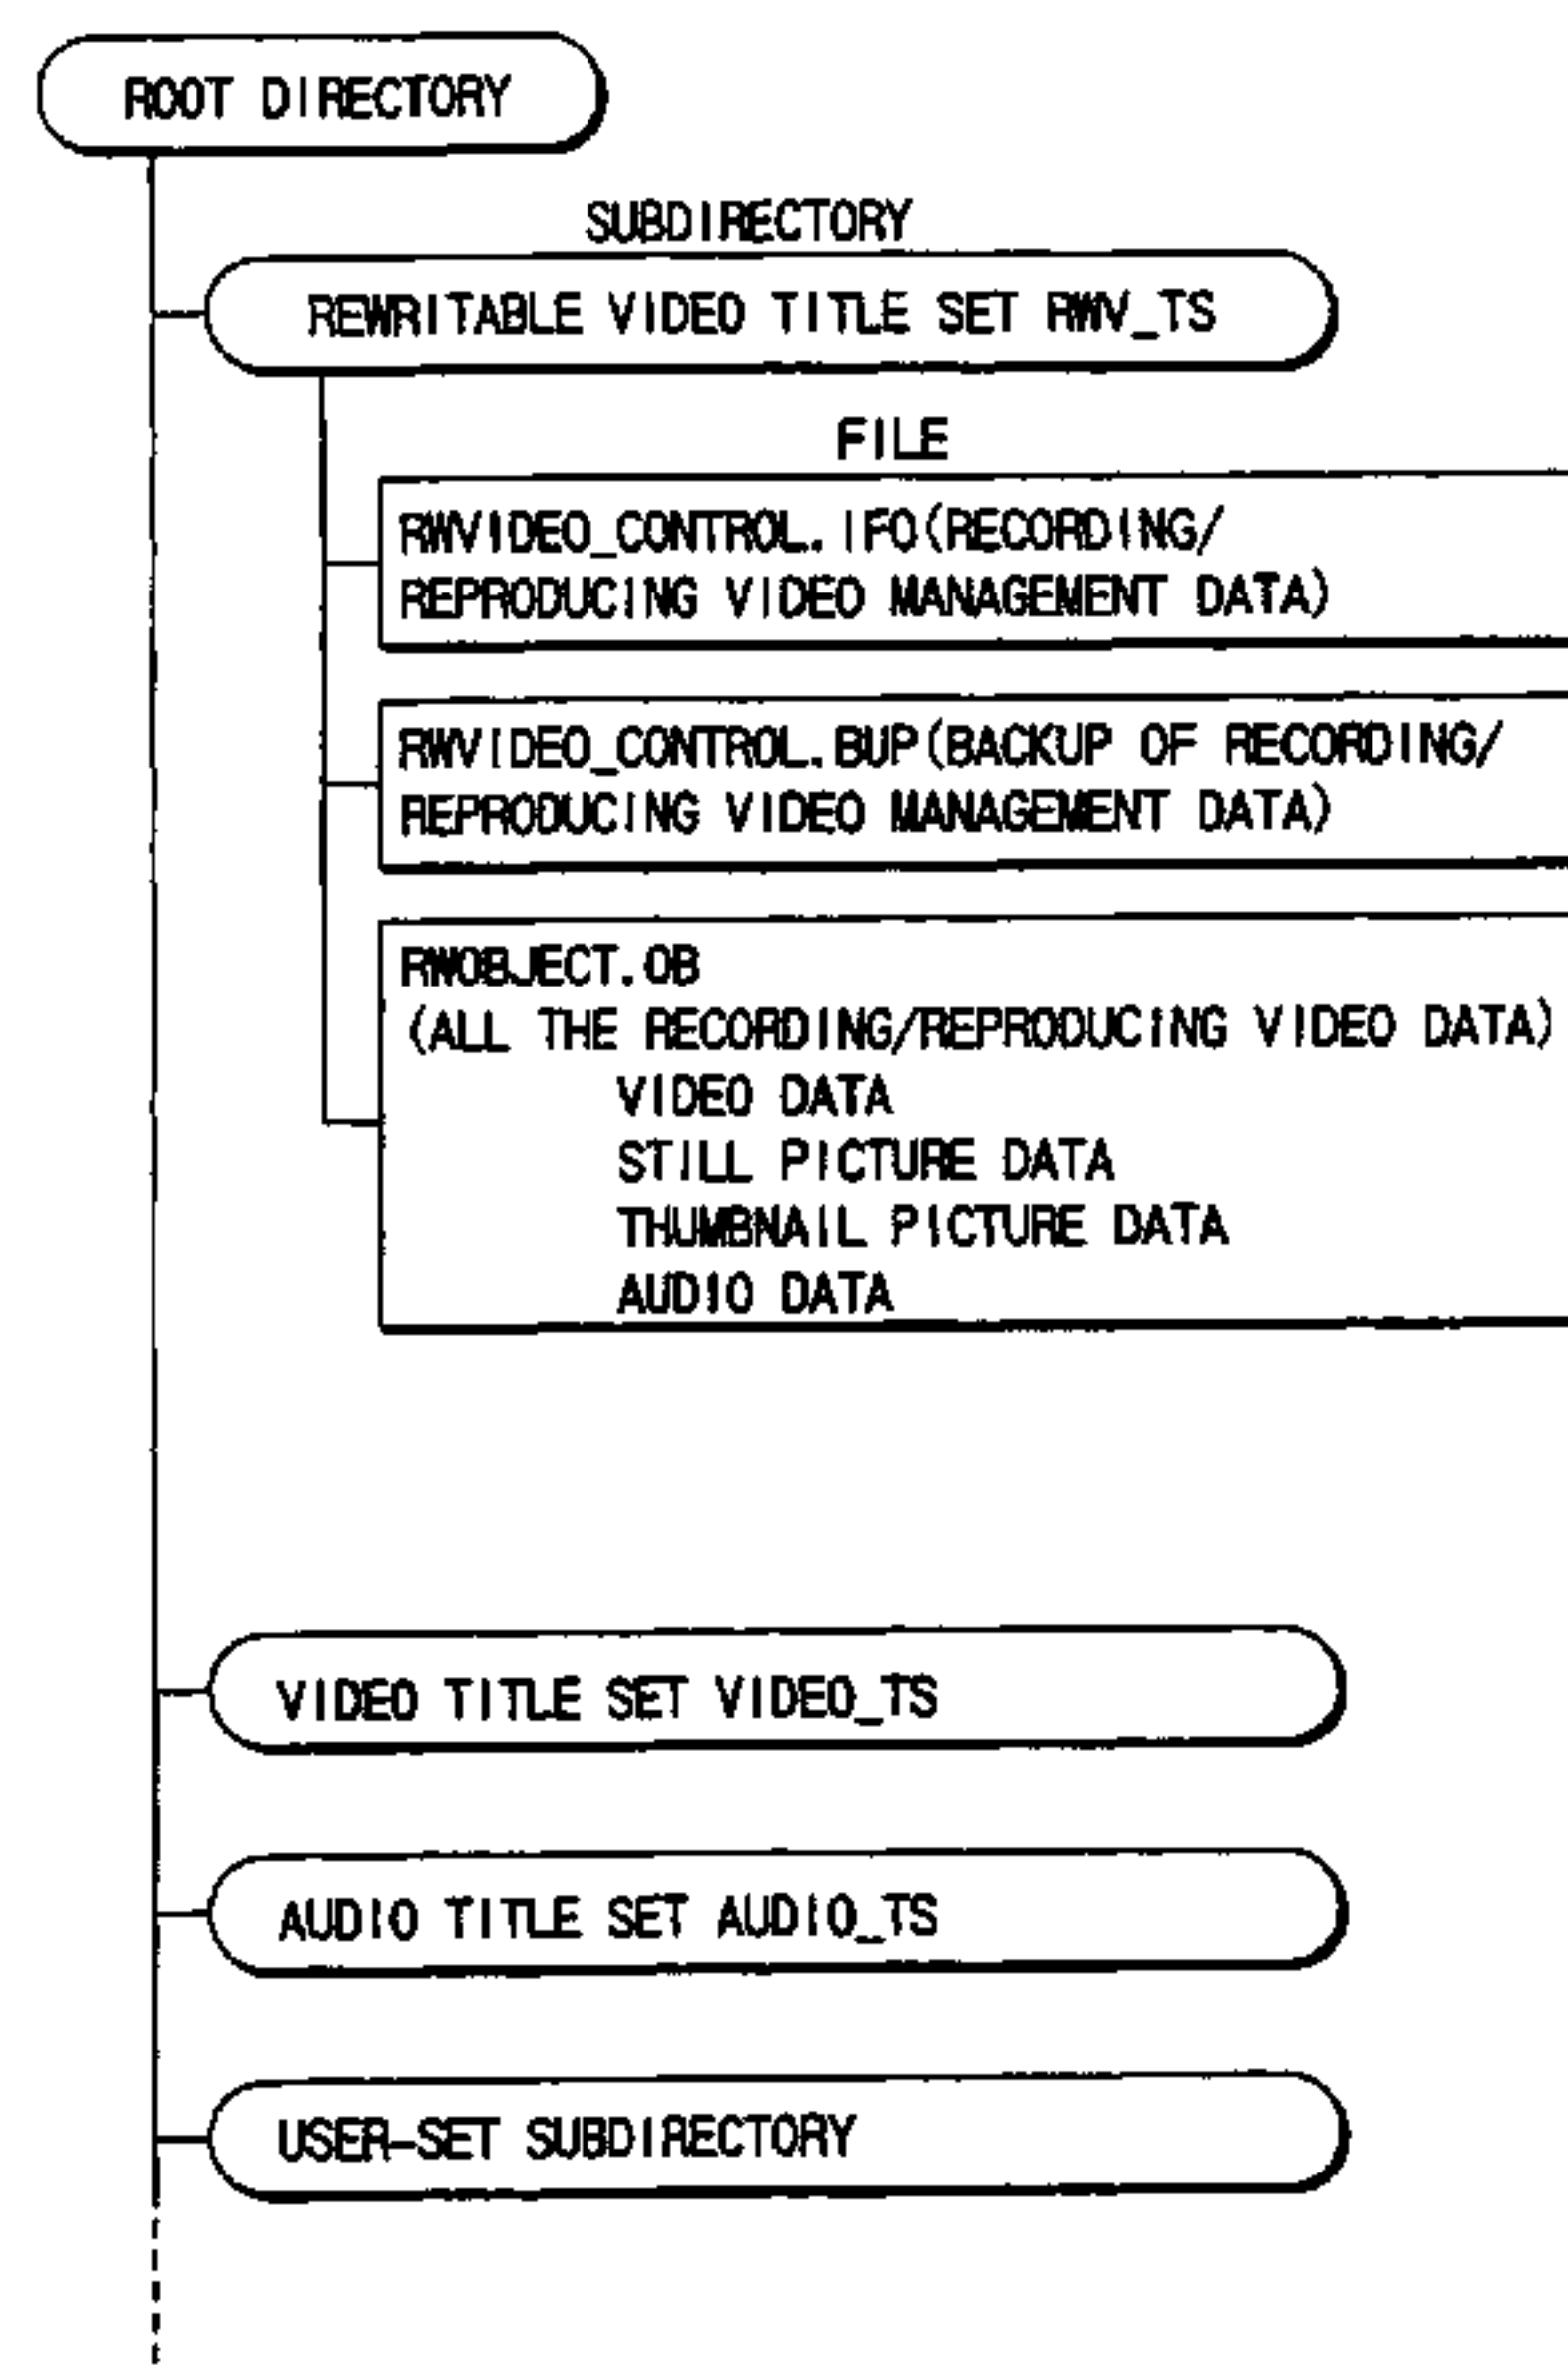 ROOT DIRECTORY
SUBDIRECTORY
REWRITABLE VIDEO TITLE SET RWV_TS
FILE
RWVIDEO_CONTROL.IFO(RECORDING/
REPRODUCING VIDEO MANAGEMENT DATA)
RWVIDEO_CONTROL.BUP(BACKUP OF RECORDING/
REPRODUCING VIDEO MANAGEMENT DATA)
RWOBJECT.OB
(ALL THE RECORDING/REPRODUCING VIDEO DATA)
VIDEO DATA
STILL PICTURE DATA
THUMBNAIL PICTURE DATA
AUDIO DATA
VIDEO TITLE SET VIDEO_TS
AUDIO TITLE SET AUDIO_TS
USER-SET SUBDIRECTORY